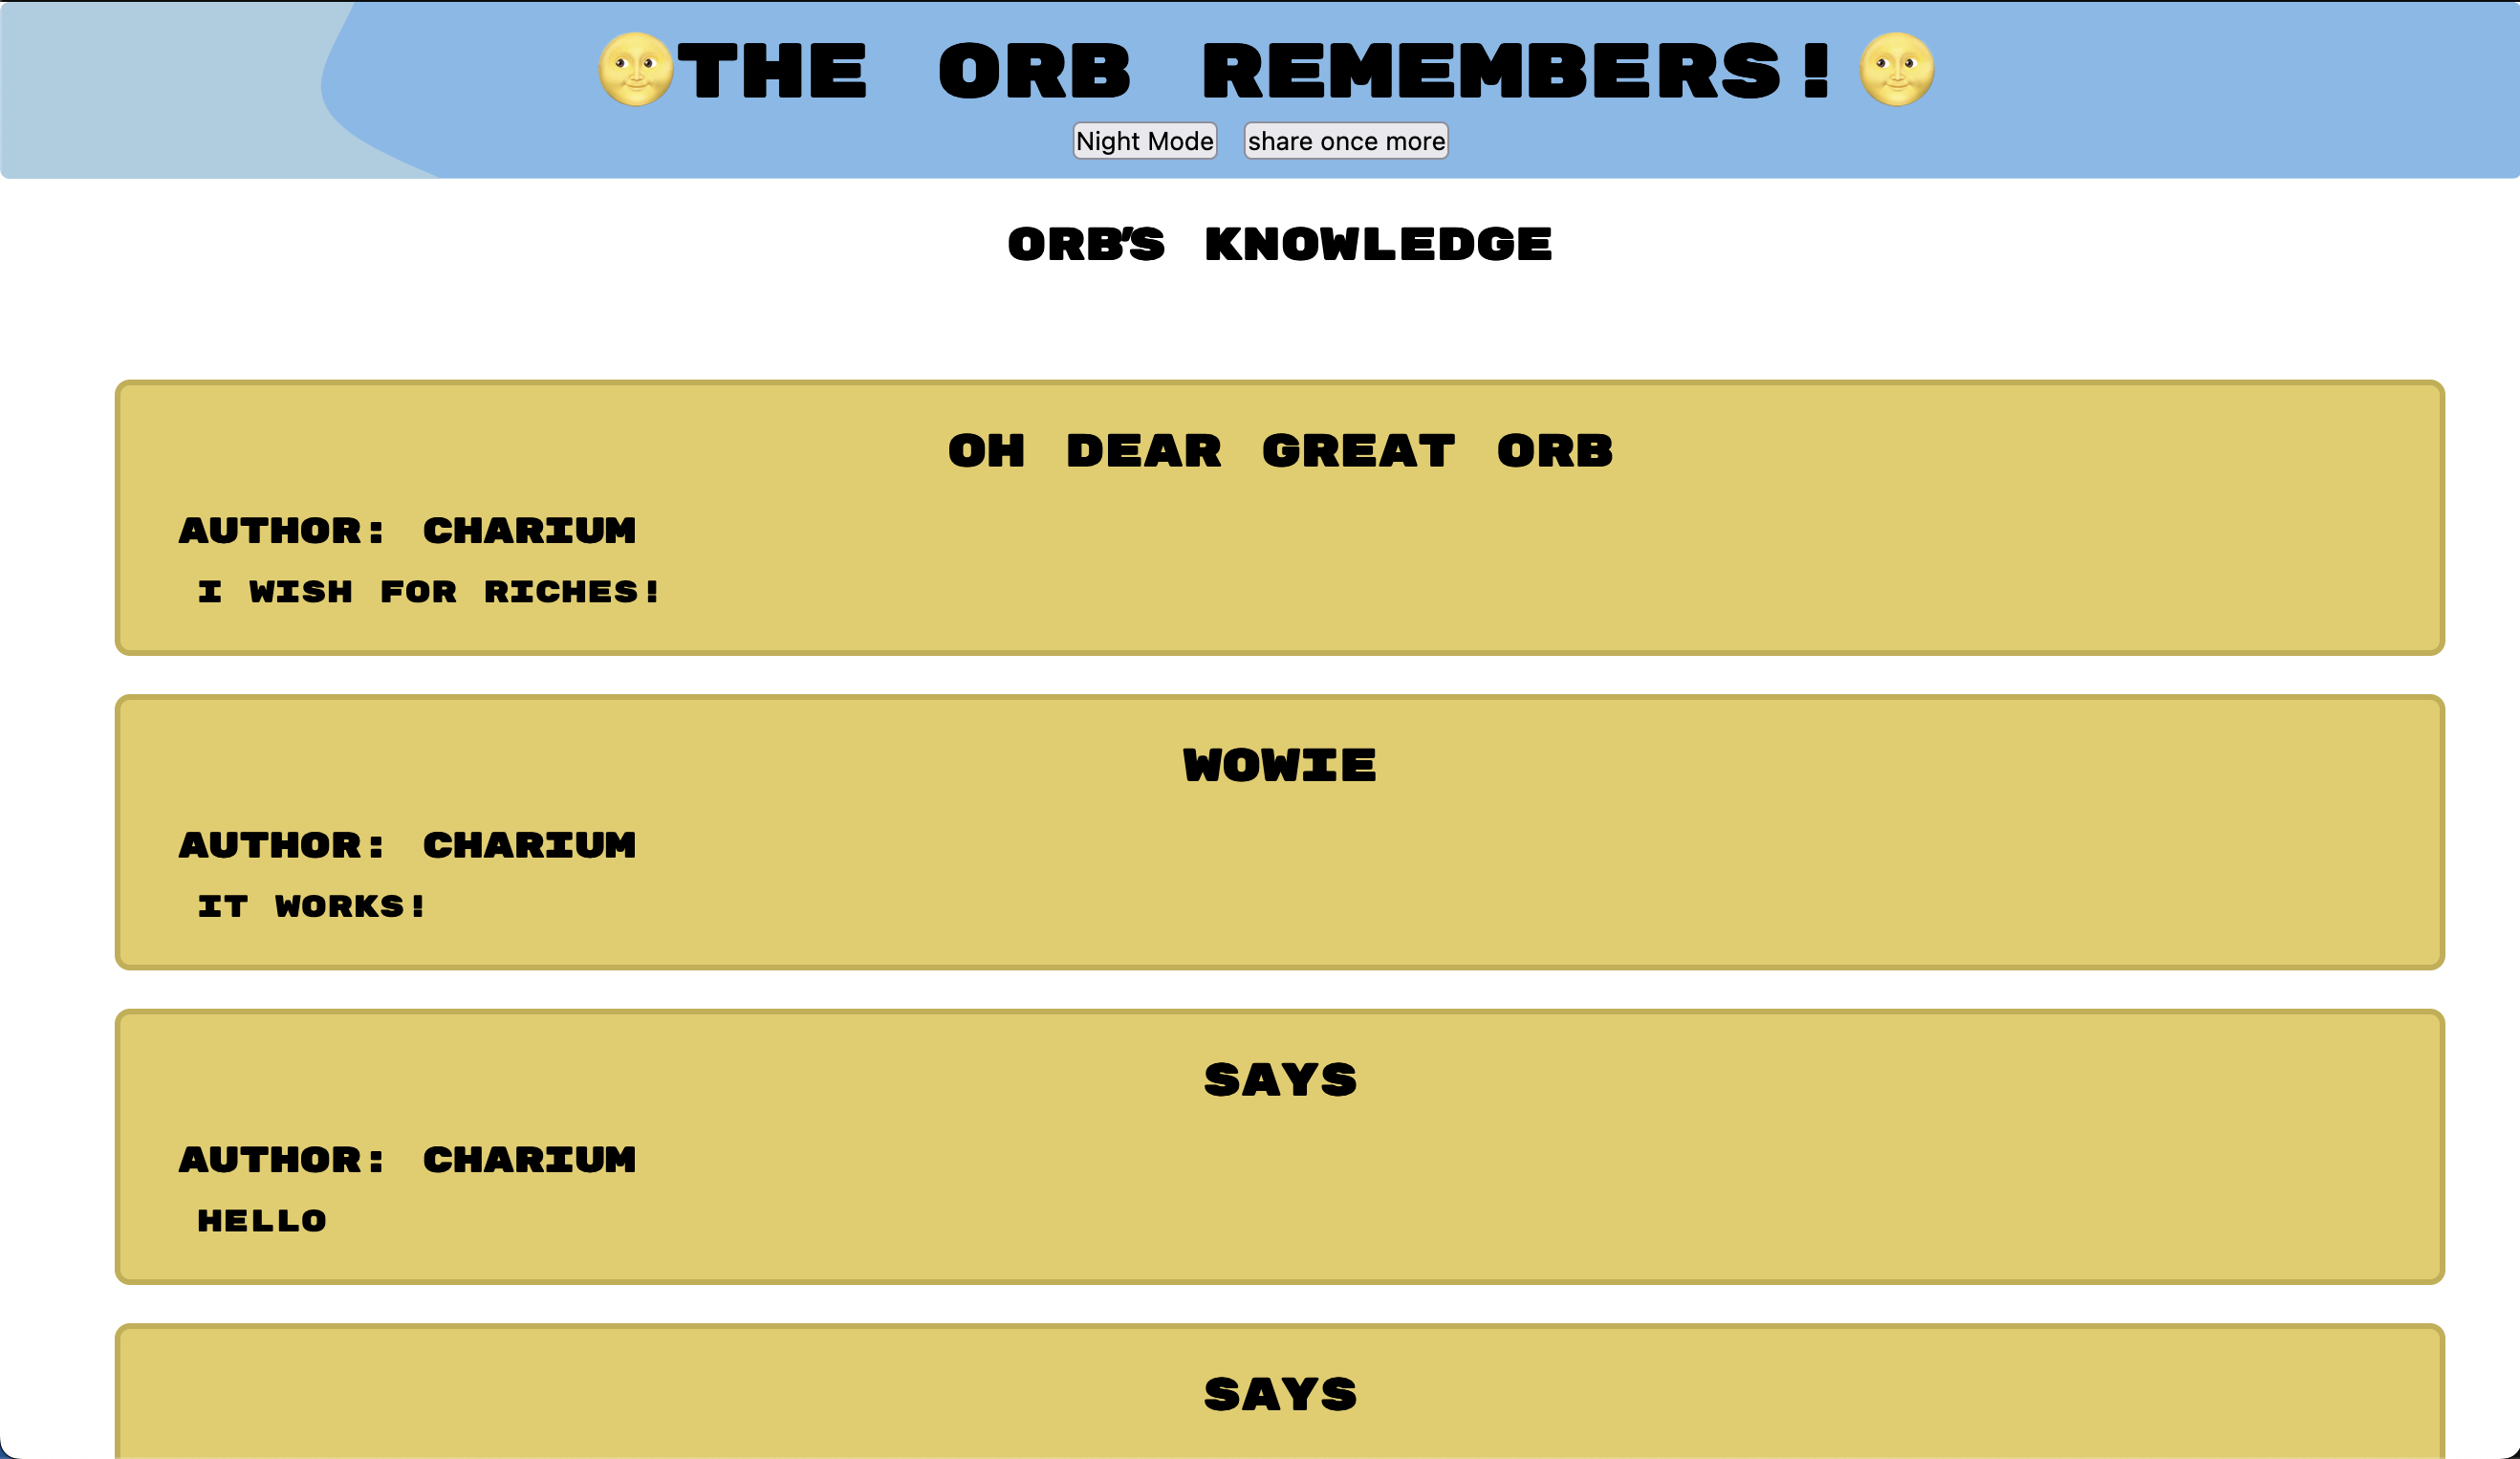 🌝THE ORB REMEMBERS!🌝
Night Mode share once more
ORB'S KNOWLEDGE
OH DEAR GREAT ORB
AUTHOR: CHARIUM
I WISH FOR RICHES!
WOWIE
AUTHOR: CHARIUM
IT WORKS!
SAYS
AUTHOR: CHARIUM
HELLO
SAYS